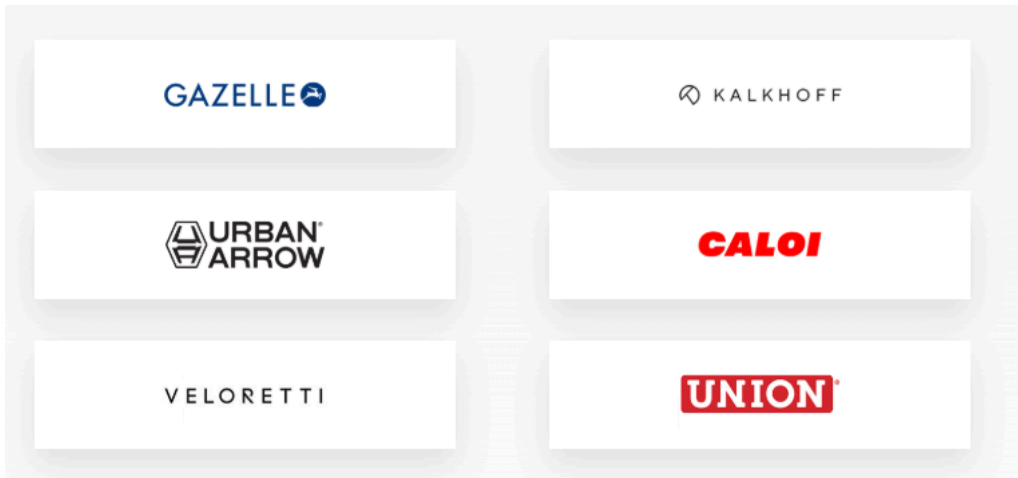 GAZELLE
KALKHOFF
URBAN®
ARROW
CALOI
VELORETTI
UNION®